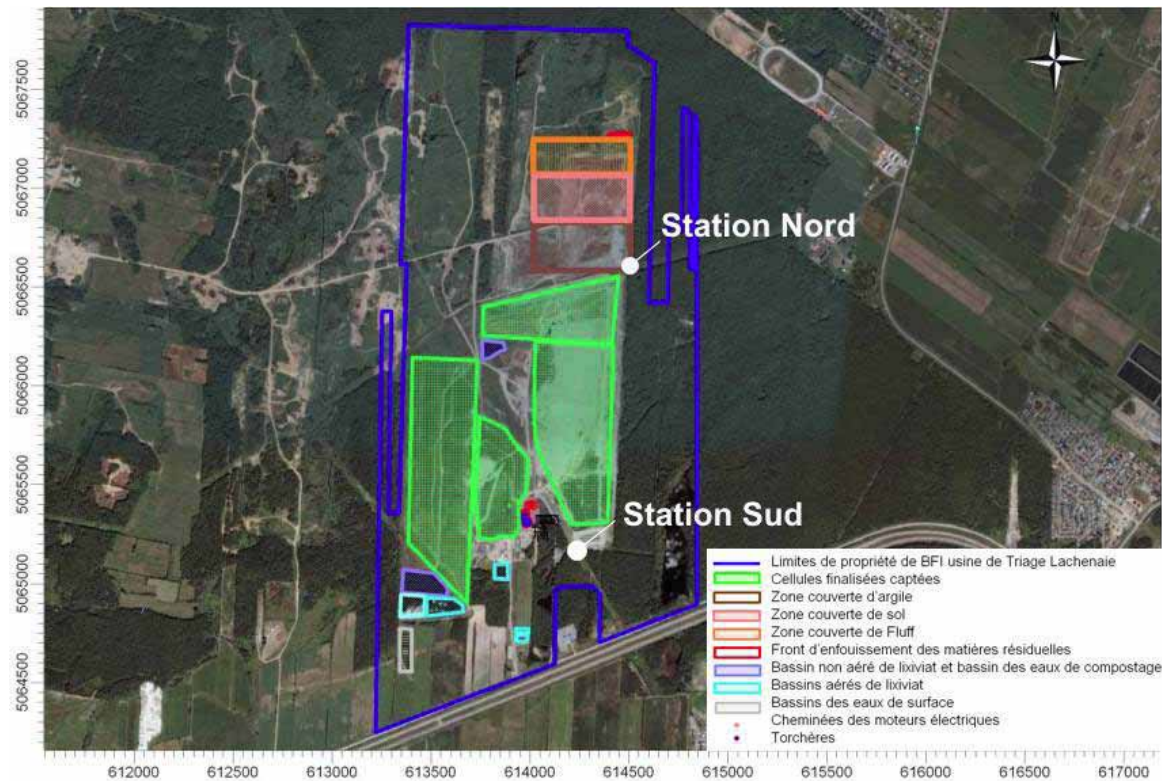 N
5067500
5067000
5066500
5066000
5065500
5065000
5064500
Station Nord
Station Sud
Limites de propriété de BFI usine de Triage Lachenaie
Cellules finalisées captées
Zone couverte d'argile
Zone couverte de sol
Zone couverte de Fluff
Front d'enfouissement des matières résiduelles
Bassin non aéré de lixiviat et bassin des eaux de compostage
Bassins aérés de lixiviat
Bassins des eaux de surface
Cheminées des moteurs électriques
Torchères
612000 612500 613000 613500 614000 614500 615000 615500 616000 616500 617000